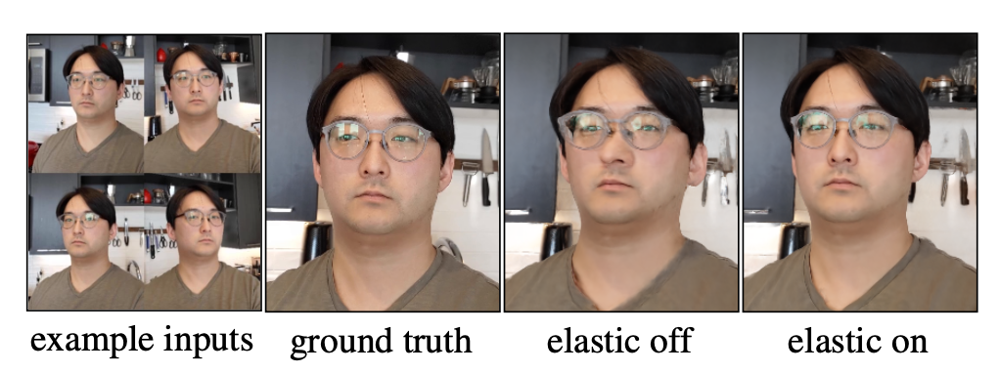 example inputs
ground truth
elastic off
elastic on